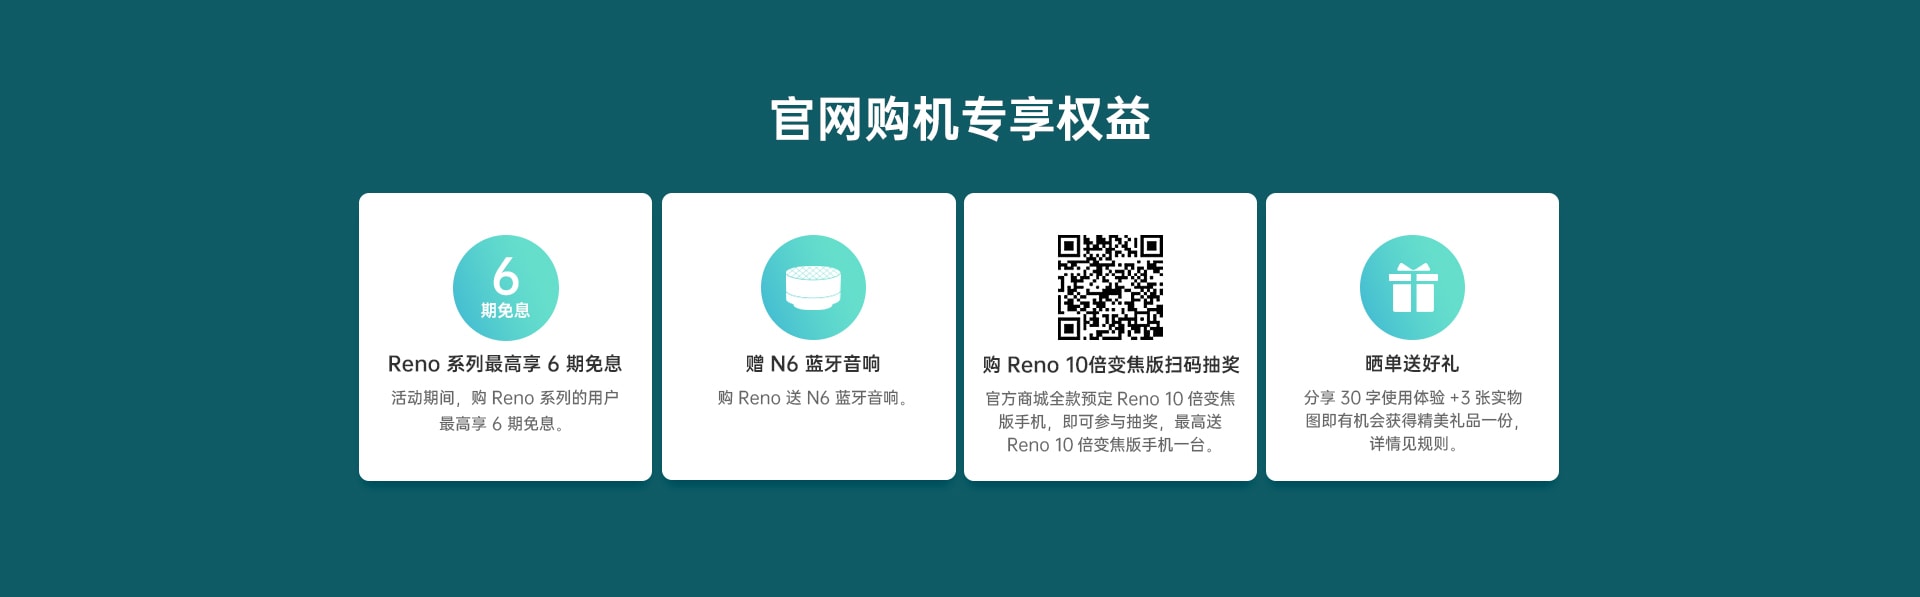 官网购机专享权益
6
期免息
Reno 系列最高享 6 期免息
活动期间，购 Reno 系列的用户
最高享 6 期免息。
赠 N6 蓝牙音响
购 Reno 送 N6 蓝牙音响。
购 Reno 10倍变焦版扫码抽奖
官方商城全款预定 Reno 10 倍变焦
版手机，即可参与抽奖，最高送
Reno 10 倍变焦版手机一台。
晒单送好礼
分享 30 字使用体验 +3 张实物
图即有机会获得精美礼品一份，
详情见规则。